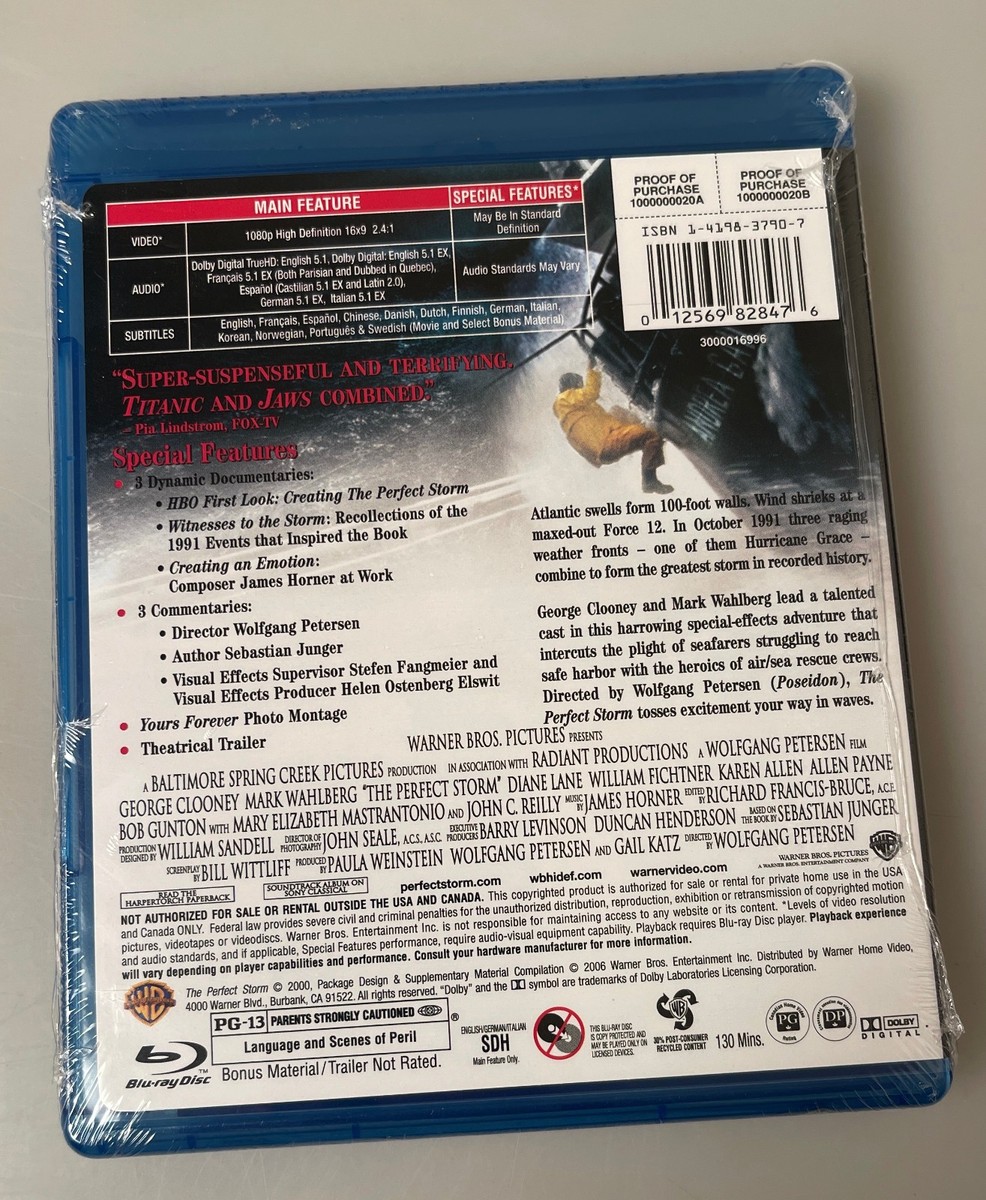 PROOF OF
PURCHASE
1000000020A
PROOF OF
PURCHASE
1000000020B
ISBN 1-4198-3790-7
0 12569 82847 6
3000016996
MAIN FEATURE
SPECIAL FEATURES*
VIDEO*
1080p High Definition 16x9 2.4:1
May Be In Standard
Definition
AUDIO*
Dolby Digital TrueHD: English 5.1, Dolby Digital: English 5.1 EX,
Français 5.1 EX (Both Parisian and Dubbed in Quebec),
Español (Castilian 5.1 EX and Latin 2.0),
German 5.1 EX, Italian 5.1 EX
Audio Standards May Vary
SUBTITLES
English, Français, Español, Chinese, Danish, Dutch, Finnish, German, Italian,
Korean, Norwegian, Português & Swedish (Movie and Select Bonus Material)
ANDREA GAIL
“SUPER-SUSPENSEFUL AND TERRIFYING.
TITANIC AND JAWS COMBINED.”
– Pia Lindstrom, FOX-TV
Special Features
• 3 Dynamic Documentaries:
• HBO First Look: Creating The Perfect Storm
• Witnesses to the Storm: Recollections of the
1991 Events that Inspired the Book
• Creating an Emotion:
Composer James Horner at Work
• 3 Commentaries:
• Director Wolfgang Petersen
• Author Sebastian Junger
• Visual Effects Supervisor Stefen Fangmeier and
Visual Effects Producer Helen Ostenberg Elswit
• Yours Forever Photo Montage
• Theatrical Trailer
Atlantic swells form 100-foot walls. Wind shrieks at a
maxed-out Force 12. In October 1991 three raging
weather fronts – one of them Hurricane Grace –
combine to form the greatest storm in recorded history.
George Clooney and Mark Wahlberg lead a talented
cast in this harrowing special-effects adventure that
intercuts the plight of seafarers struggling to reach
safe harbor with the heroics of air/sea rescue crews.
Directed by Wolfgang Petersen (Poseidon), The
Perfect Storm tosses excitement your way in waves.
WARNER BROS. PICTURES PRESENTS
A BALTIMORE SPRING CREEK PICTURES PRODUCTION IN ASSOCIATION WITH RADIANT PRODUCTIONS A WOLFGANG PETERSEN FILM
GEORGE CLOONEY MARK WAHLBERG "THE PERFECT STORM" DIANE LANE WILLIAM FICHTNER KAREN ALLEN ALLEN PAYNE
BOB GUNTON WITH MARY ELIZABETH MASTRANTONIO AND JOHN C. REILLY MUSIC BY JAMES HORNER EDITED BY RICHARD FRANCIS-BRUCE, A.C.E.
PRODUCTION DESIGNED BY WILLIAM SANDELL DIRECTOR OF PHOTOGRAPHY JOHN SEALE, A.C.S. A.S.C. EXECUTIVE PRODUCERS BARRY LEVINSON DUNCAN HENDERSON BASED ON THE BOOK BY SEBASTIAN JUNGER
SCREENPLAY BY BILL WITTLIFF PRODUCED BY PAULA WEINSTEIN WOLFGANG PETERSEN AND GAIL KATZ DIRECTED BY WOLFGANG PETERSEN
WB
WARNER BROS. PICTURES
A WARNER BROS. ENTERTAINMENT COMPANY
READ THE
HARPERTORCH PAPERBACK
SOUNDTRACK ALBUM ON
SONY CLASSICAL
perfectstorm.com wbhidef.com warnervideo.com
NOT AUTHORIZED FOR SALE OR RENTAL OUTSIDE THE USA AND CANADA. This copyrighted product is authorized for sale or rental for private home use in the USA
and Canada ONLY. Federal law provides severe civil and criminal penalties for the unauthorized distribution, reproduction, exhibition or retransmission of copyrighted motion
pictures, videotapes or videodiscs. Warner Bros. Entertainment Inc. is not responsible for maintaining access to any website or its content. *Levels of video resolution
and audio standards, and if applicable, Special Features performance, require audio-visual equipment capability. Playback requires Blu-ray Disc player. Playback experience
will vary depending on player capabilities and performance. Consult your hardware manufacturer for more information.
The Perfect Storm © 2000, Package Design & Supplementary Material Compilation © 2006 Warner Bros. Entertainment Inc. Distributed by Warner Home Video,
4000 Warner Blvd., Burbank, CA 91522. All rights reserved. "Dolby" and the DD symbol are trademarks of Dolby Laboratories Licensing Corporation.
WB
PG-13 PARENTS STRONGLY CAUTIONED ®
Language and Scenes of Peril
Bonus Material/Trailer Not Rated.
Blu-ray Disc ™
ENGLISH/GERMAN/ITALIAN
SDH
Main Feature Only.
THIS BLU-RAY DISC
IS COPY PROTECTED AND
MAY BE PLAYED ONLY ON
LICENSED DEVICES.
WB
30% POST-CONSUMER
RECYCLED CONTENT
130 Mins.
PG
DP
DOLBY
DIGITAL